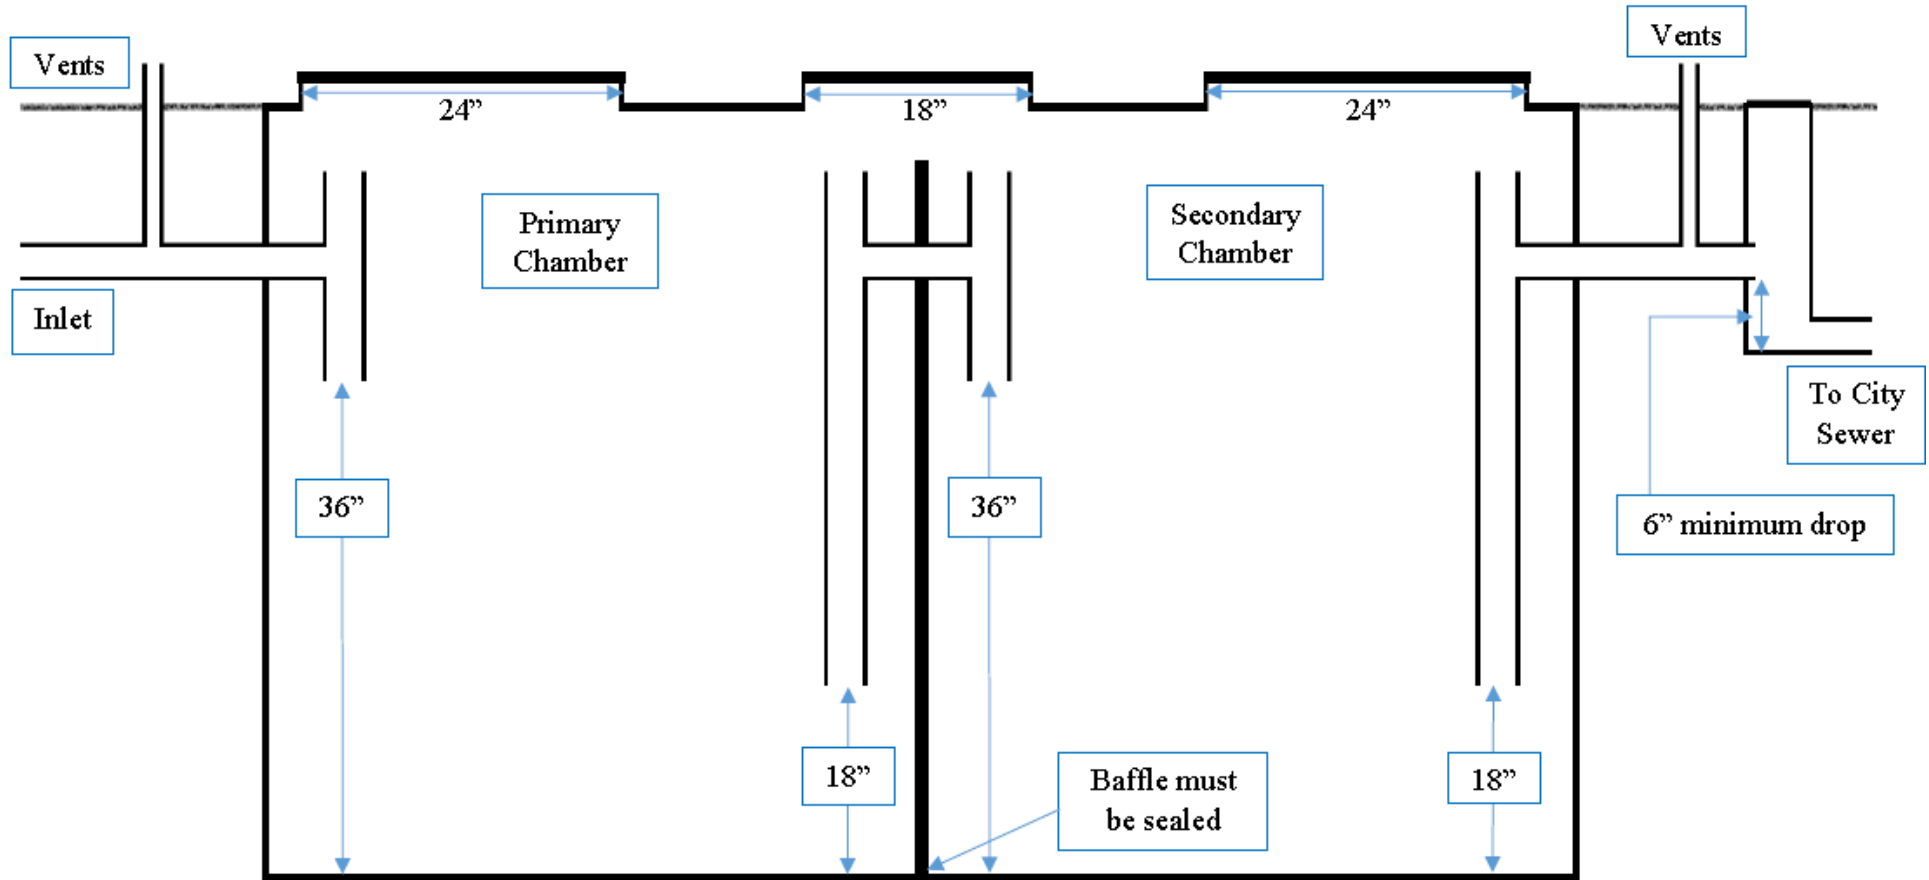 Vents
Vents
24”
18”
24”
Primary
Chamber
Secondary
Chamber
Inlet
To City
Sewer
36”
36”
6” minimum drop
18”
Baffle must
be sealed
18”